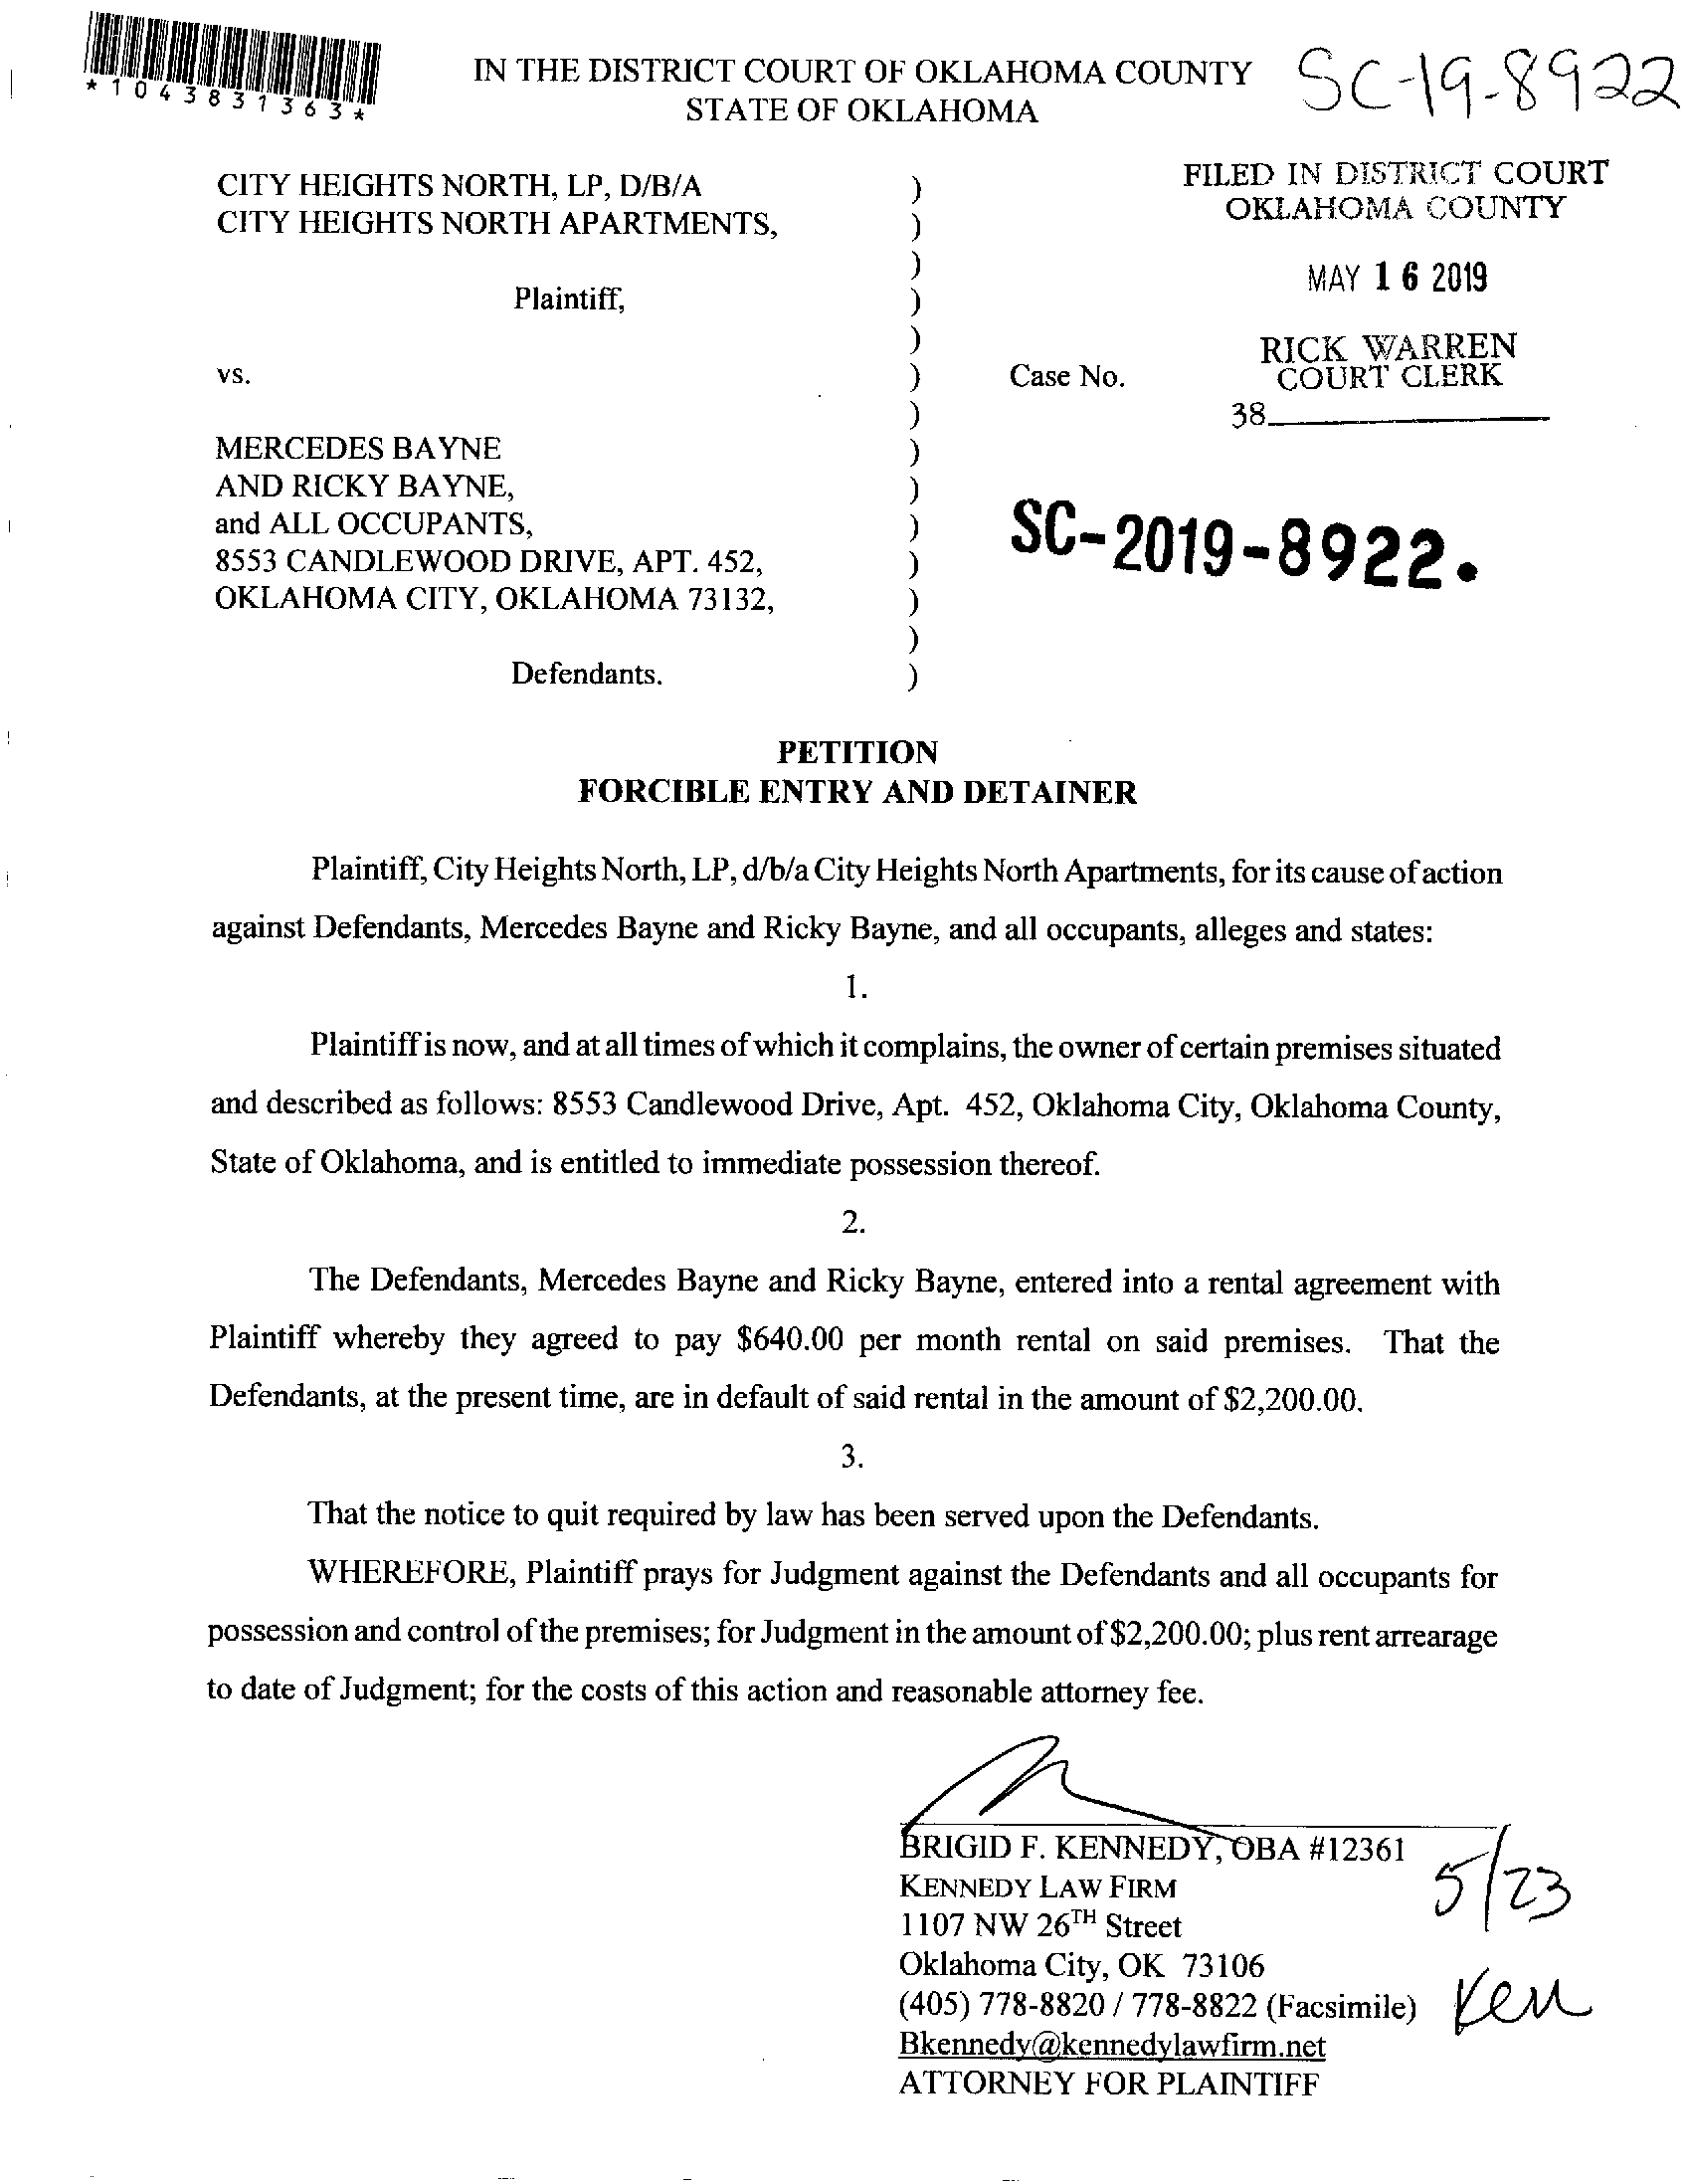 *1043831363*
IN THE DISTRICT COURT OF OKLAHOMA COUNTY
STATE OF OKLAHOMA
SC-19-8922
CITY HEIGHTS NORTH, LP, D/B/A )
CITY HEIGHTS NORTH APARTMENTS, )
)
Plaintiff, )
)
vs. ) Case No.
)
MERCEDES BAYNE )
AND RICKY BAYNE, )
and ALL OCCUPANTS, )
8553 CANDLEWOOD DRIVE, APT. 452, )
OKLAHOMA CITY, OKLAHOMA 73132, )
)
Defendants. )
FILED IN DISTRICT COURT
OKLAHOMA COUNTY
MAY 16 2019
RICK WARREN
COURT CLERK
38
SC-2019-8922.
PETITION
FORCIBLE ENTRY AND DETAINER
Plaintiff, City Heights North, LP, d/b/a City Heights North Apartments, for its cause of action
against Defendants, Mercedes Bayne and Ricky Bayne, and all occupants, alleges and states:
1.
Plaintiff is now, and at all times of which it complains, the owner of certain premises situated
and described as follows: 8553 Candlewood Drive, Apt. 452, Oklahoma City, Oklahoma County,
State of Oklahoma, and is entitled to immediate possession thereof.
2.
The Defendants, Mercedes Bayne and Ricky Bayne, entered into a rental agreement with
Plaintiff whereby they agreed to pay $640.00 per month rental on said premises. That the
Defendants, at the present time, are in default of said rental in the amount of $2,200.00.
3.
That the notice to quit required by law has been served upon the Defendants.
WHEREFORE, Plaintiff prays for Judgment against the Defendants and all occupants for
possession and control of the premises; for Judgment in the amount of $2,200.00; plus rent arrearage
to date of Judgment; for the costs of this action and reasonable attorney fee.
BRIGID F. KENNEDY, OBA #12361
KENNEDY LAW FIRM
1107 NW 26TH Street
Oklahoma City, OK 73106
(405) 778-8820 / 778-8822 (Facsimile)
Bkennedy@kennedylawfirm.net
ATTORNEY FOR PLAINTIFF
5/23
Ken